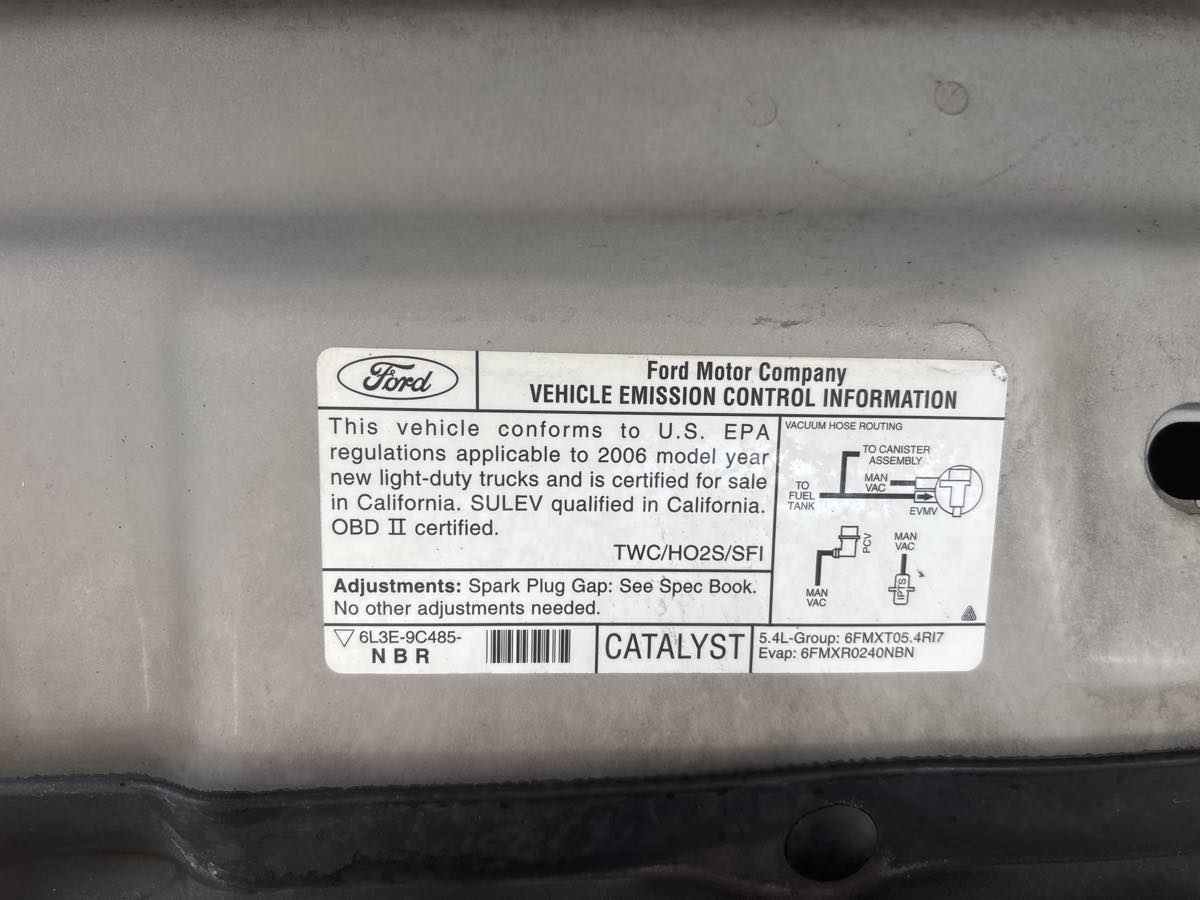 Ford
Ford Motor Company
VEHICLE EMISSION CONTROL INFORMATION
This vehicle conforms to U.S. EPA
regulations applicable to 2006 model year
new light-duty trucks and is certified for sale
in California. SULEV qualified in California.
OBD II certified.
TWC/HO2S/SFI
Adjustments: Spark Plug Gap: See Spec Book.
No other adjustments needed.
VACUUM HOSE ROUTING
TO CANISTER
ASSEMBLY
MAN
VAC
TO
FUEL
TANK
EVMV
PCV
MAN
VAC
MAN
VAC
IPTS
6L3E-9C485-
NBR
CATALYST
5.4L-Group: 6FMXT05.4RI7
Evap: 6FMXR0240NBN